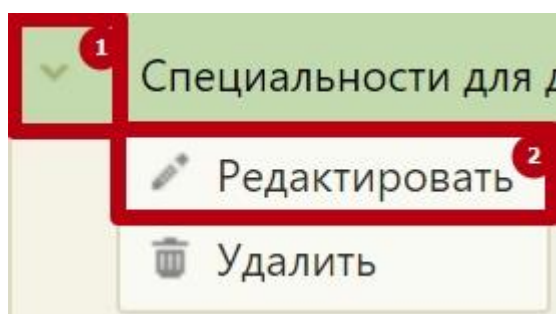 1
Специальности для
2
Редактировать
Удалить